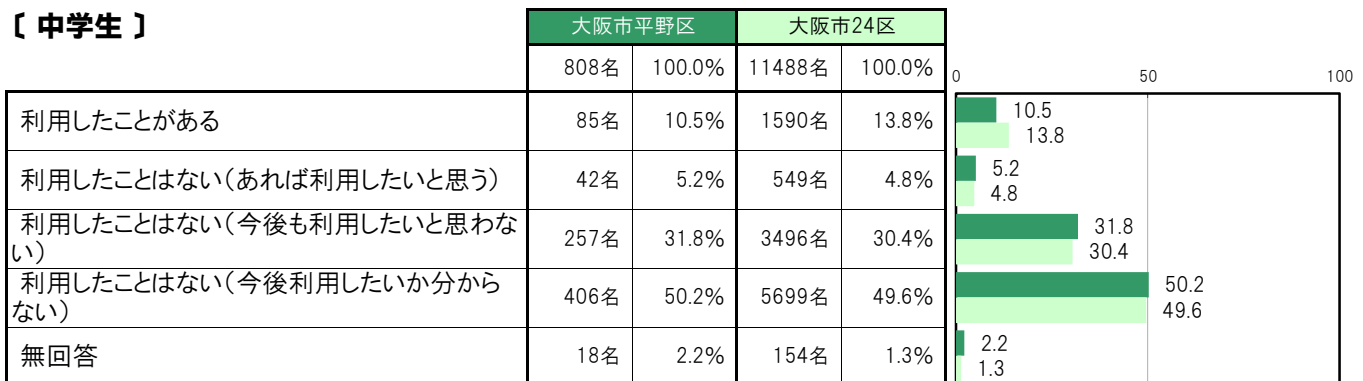 〔 中学生 〕
大阪市平野区 大阪市24区
808名 100.0% 11488名 100.0%
0 50 100
利用したことがある 85名 10.5% 1590名 13.8%
10.5
13.8
利用したことはない（あれば利用したいと思う） 42名 5.2% 549名 4.8%
5.2
4.8
利用したことはない（今後も利用したいと思わな
い） 257名 31.8% 3496名 30.4%
31.8
30.4
利用したことはない（今後利用したいか分から
ない） 406名 50.2% 5699名 49.6%
50.2
49.6
無回答 18名 2.2% 154名 1.3%
2.2
1.3